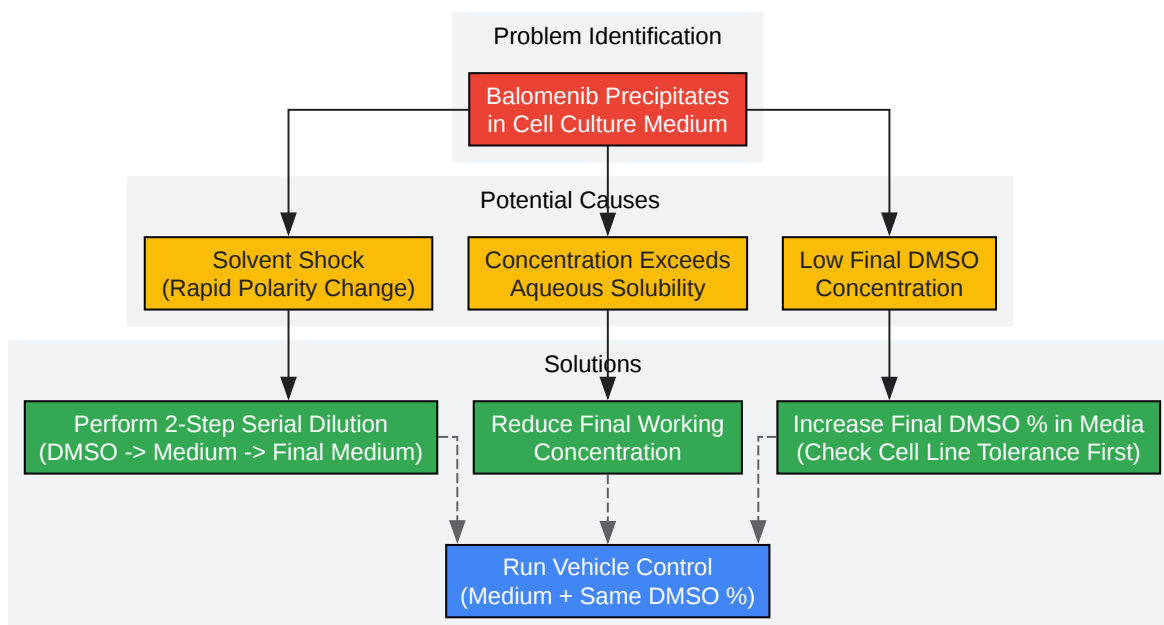 Problem Identification
Balomenib Precipitates
in Cell Culture Medium
Potential Causes
Solvent Shock
(Rapid Polarity Change)
Concentration Exceeds
Aqueous Solubility
Low Final DMSO
Concentration
Solutions
Perform 2-Step Serial Dilution
(DMSO -> Medium -> Final Medium)
Reduce Final Working
Concentration
Increase Final DMSO % in Media
(Check Cell Line Tolerance First)
Run Vehicle Control
(Medium + Same DMSO %)